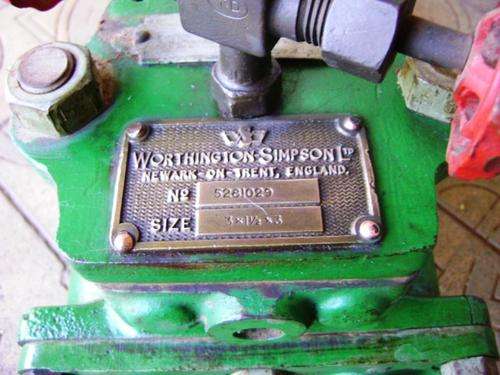 WORTHINGTON-SIMPSON LTD
NEWARK-ON-TRENT, ENGLAND.
No 5261029
SIZE 3×1½×3